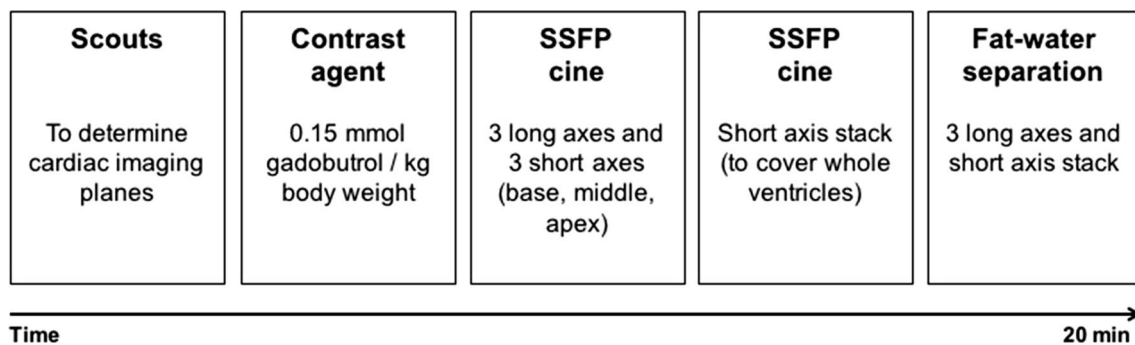 Scouts
To determine
cardiac imaging
planes
Contrast
agent
0.15 mmol
gadobutrol / kg
body weight
SSFP
cine
3 long axes and
3 short axes
(base, middle,
apex)
SSFP
cine
Short axis stack
(to cover whole
ventricles)
Fat-water
separation
3 long axes and
short axis stack
Time
20 min